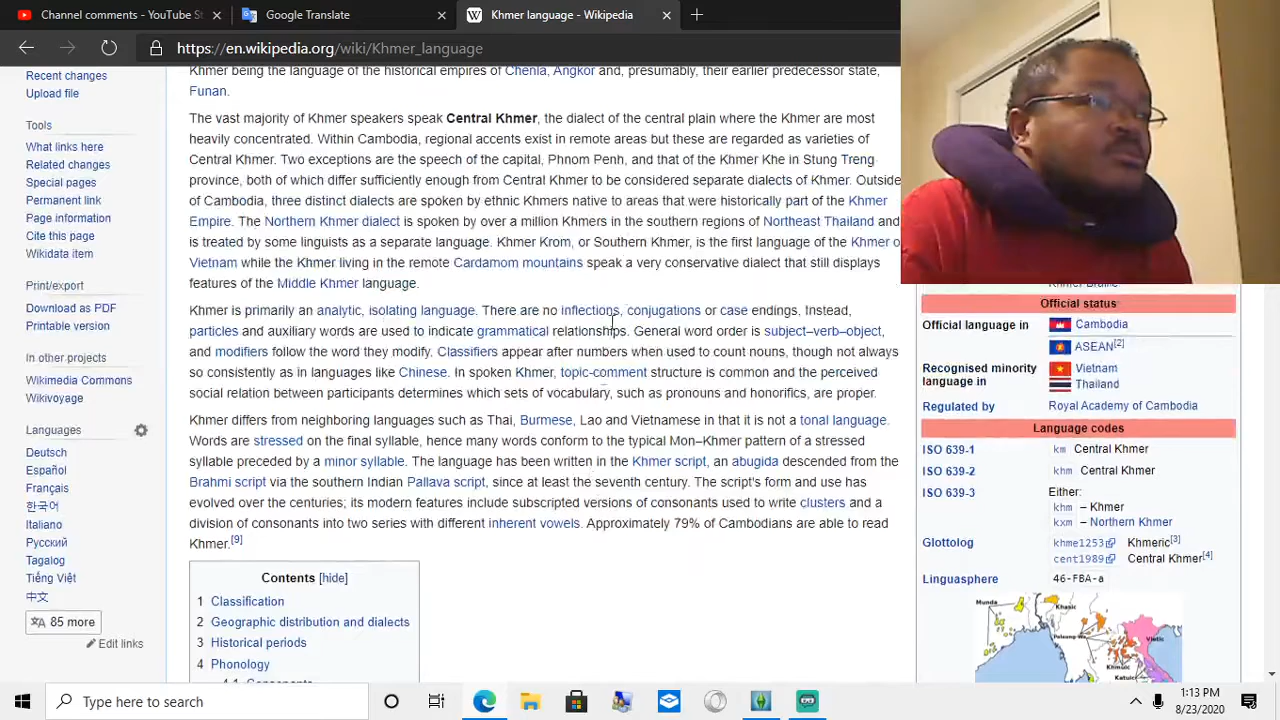 Channel comments - YouTube S
Google Translate
Khmer language - Wikipedia
https://en.wikipedia.org/wiki/Khmer_language
Recent changes
Upload file
Tools
What links here
Related changes
Special pages
Permanent link
Page information
Cite this page
Wikidata item
Print/export
Download as PDF
Printable version
In other projects
Wikimedia Commons
Wikivoyage
Languages
Deutsch
Español
Français
한국어
Italiano
Русский
Tagalog
Tiếng Việt
中文
85 more
Edit links
Khmer being the language of the historical empires of Chenla, Angkor and, presumably, their earlier predecessor state,
Funan.
The vast majority of Khmer speakers speak Central Khmer, the dialect of the central plain where the Khmer are most
heavily concentrated. Within Cambodia, regional accents exist in remote areas but these are regarded as varieties of
Central Khmer. Two exceptions are the speech of the capital, Phnom Penh, and that of the Khmer Khe in Stung Treng
province, both of which differ sufficiently enough from Central Khmer to be considered separate dialects of Khmer. Outside
of Cambodia, three distinct dialects are spoken by ethnic Khmers native to areas that were historically part of the Khmer
Empire. The Northern Khmer dialect is spoken by over a million Khmers in the southern regions of Northeast Thailand and
is treated by some linguists as a separate language. Khmer Krom, or Southern Khmer, is the first language of the Khmer o
Vietnam while the Khmer living in the remote Cardamom mountains speak a very conservative dialect that still displays
features of the Middle Khmer language.
Khmer is primarily an analytic, isolating language. There are no inflections, conjugations or case endings. Instead,
particles and auxiliary words are used to indicate grammatical relationships. General word order is subject–verb–object,
and modifiers follow the word they modify. Classifiers appear after numbers when used to count nouns, though not always
so consistently as in languages like Chinese. In spoken Khmer, topic-comment structure is common and the perceived
social relation between participants determines which sets of vocabulary, such as pronouns and honorifics, are proper.
Khmer differs from neighboring languages such as Thai, Burmese, Lao and Vietnamese in that it is not a tonal language.
Words are stressed on the final syllable, hence many words conform to the typical Mon–Khmer pattern of a stressed
syllable preceded by a minor syllable. The language has been written in the Khmer script, an abugida descended from the
Brahmi script via the southern Indian Pallava script, since at least the seventh century. The script's form and use has
evolved over the centuries; its modern features include subscripted versions of consonants used to write clusters and a
division of consonants into two series with different inherent vowels. Approximately 79% of Cambodians are able to read
Khmer.[9]
Contents [hide]
1 Classification
2 Geographic distribution and dialects
3 Historical periods
4 Phonology
Official status
Official language in Cambodia
ASEAN[2]
Recognised minority language in Vietnam
Thailand
Regulated by Royal Academy of Cambodia
Language codes
ISO 639-1 km Central Khmer
ISO 639-2 khm Central Khmer
ISO 639-3 Either:
khm – Khmer
kxm – Northern Khmer
Glottolog khme1253 Khmeric[3]
cent1989 Central Khmer[4]
Linguasphere 46-FBA-a
Munda
Khasic
Vietic
Khmuic
Katuic
Type here to search
1:13 PM
8/23/2020